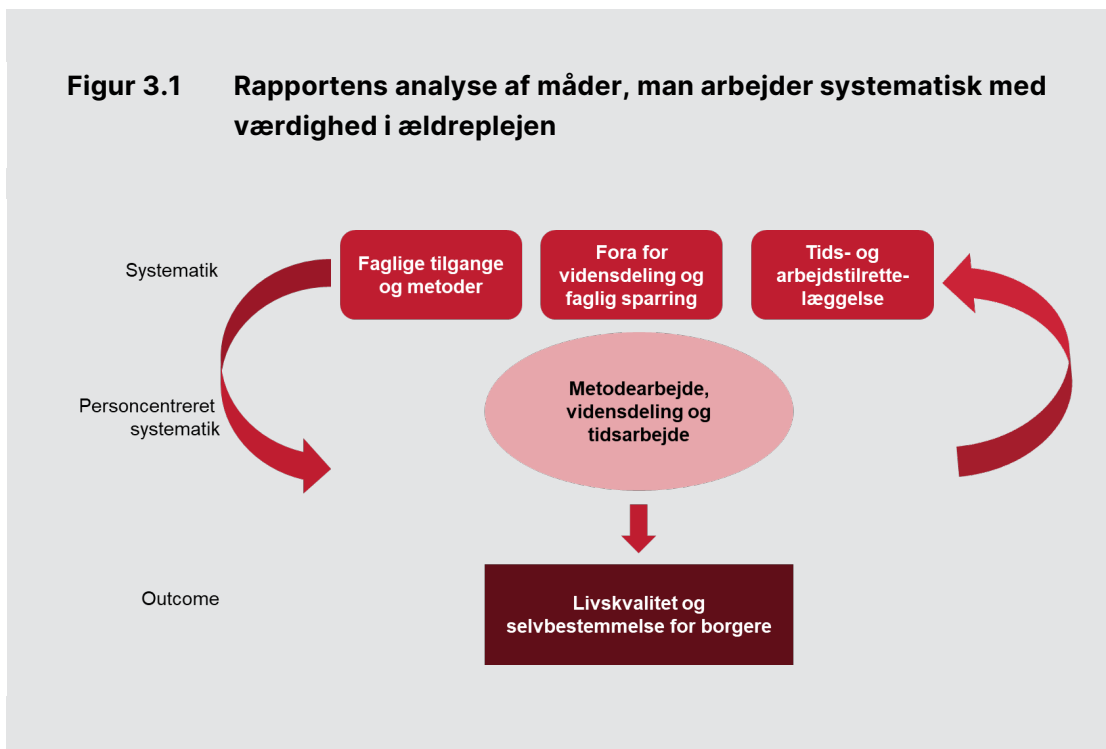 Figur 3.1 Rapportens analyse af måder, man arbejder systematisk med
værdighed i ældreplejen
Systematik
Faglige tilgange
og metoder
Fora for
vidensdeling og
faglig sparring
Tids- og
arbejdstilrette-
læggelse
Personcentreret
systematik
Metodearbejde,
vidensdeling og
tidsarbejde
Outcome
Livskvalitet og
selvbestemmelse for borgere